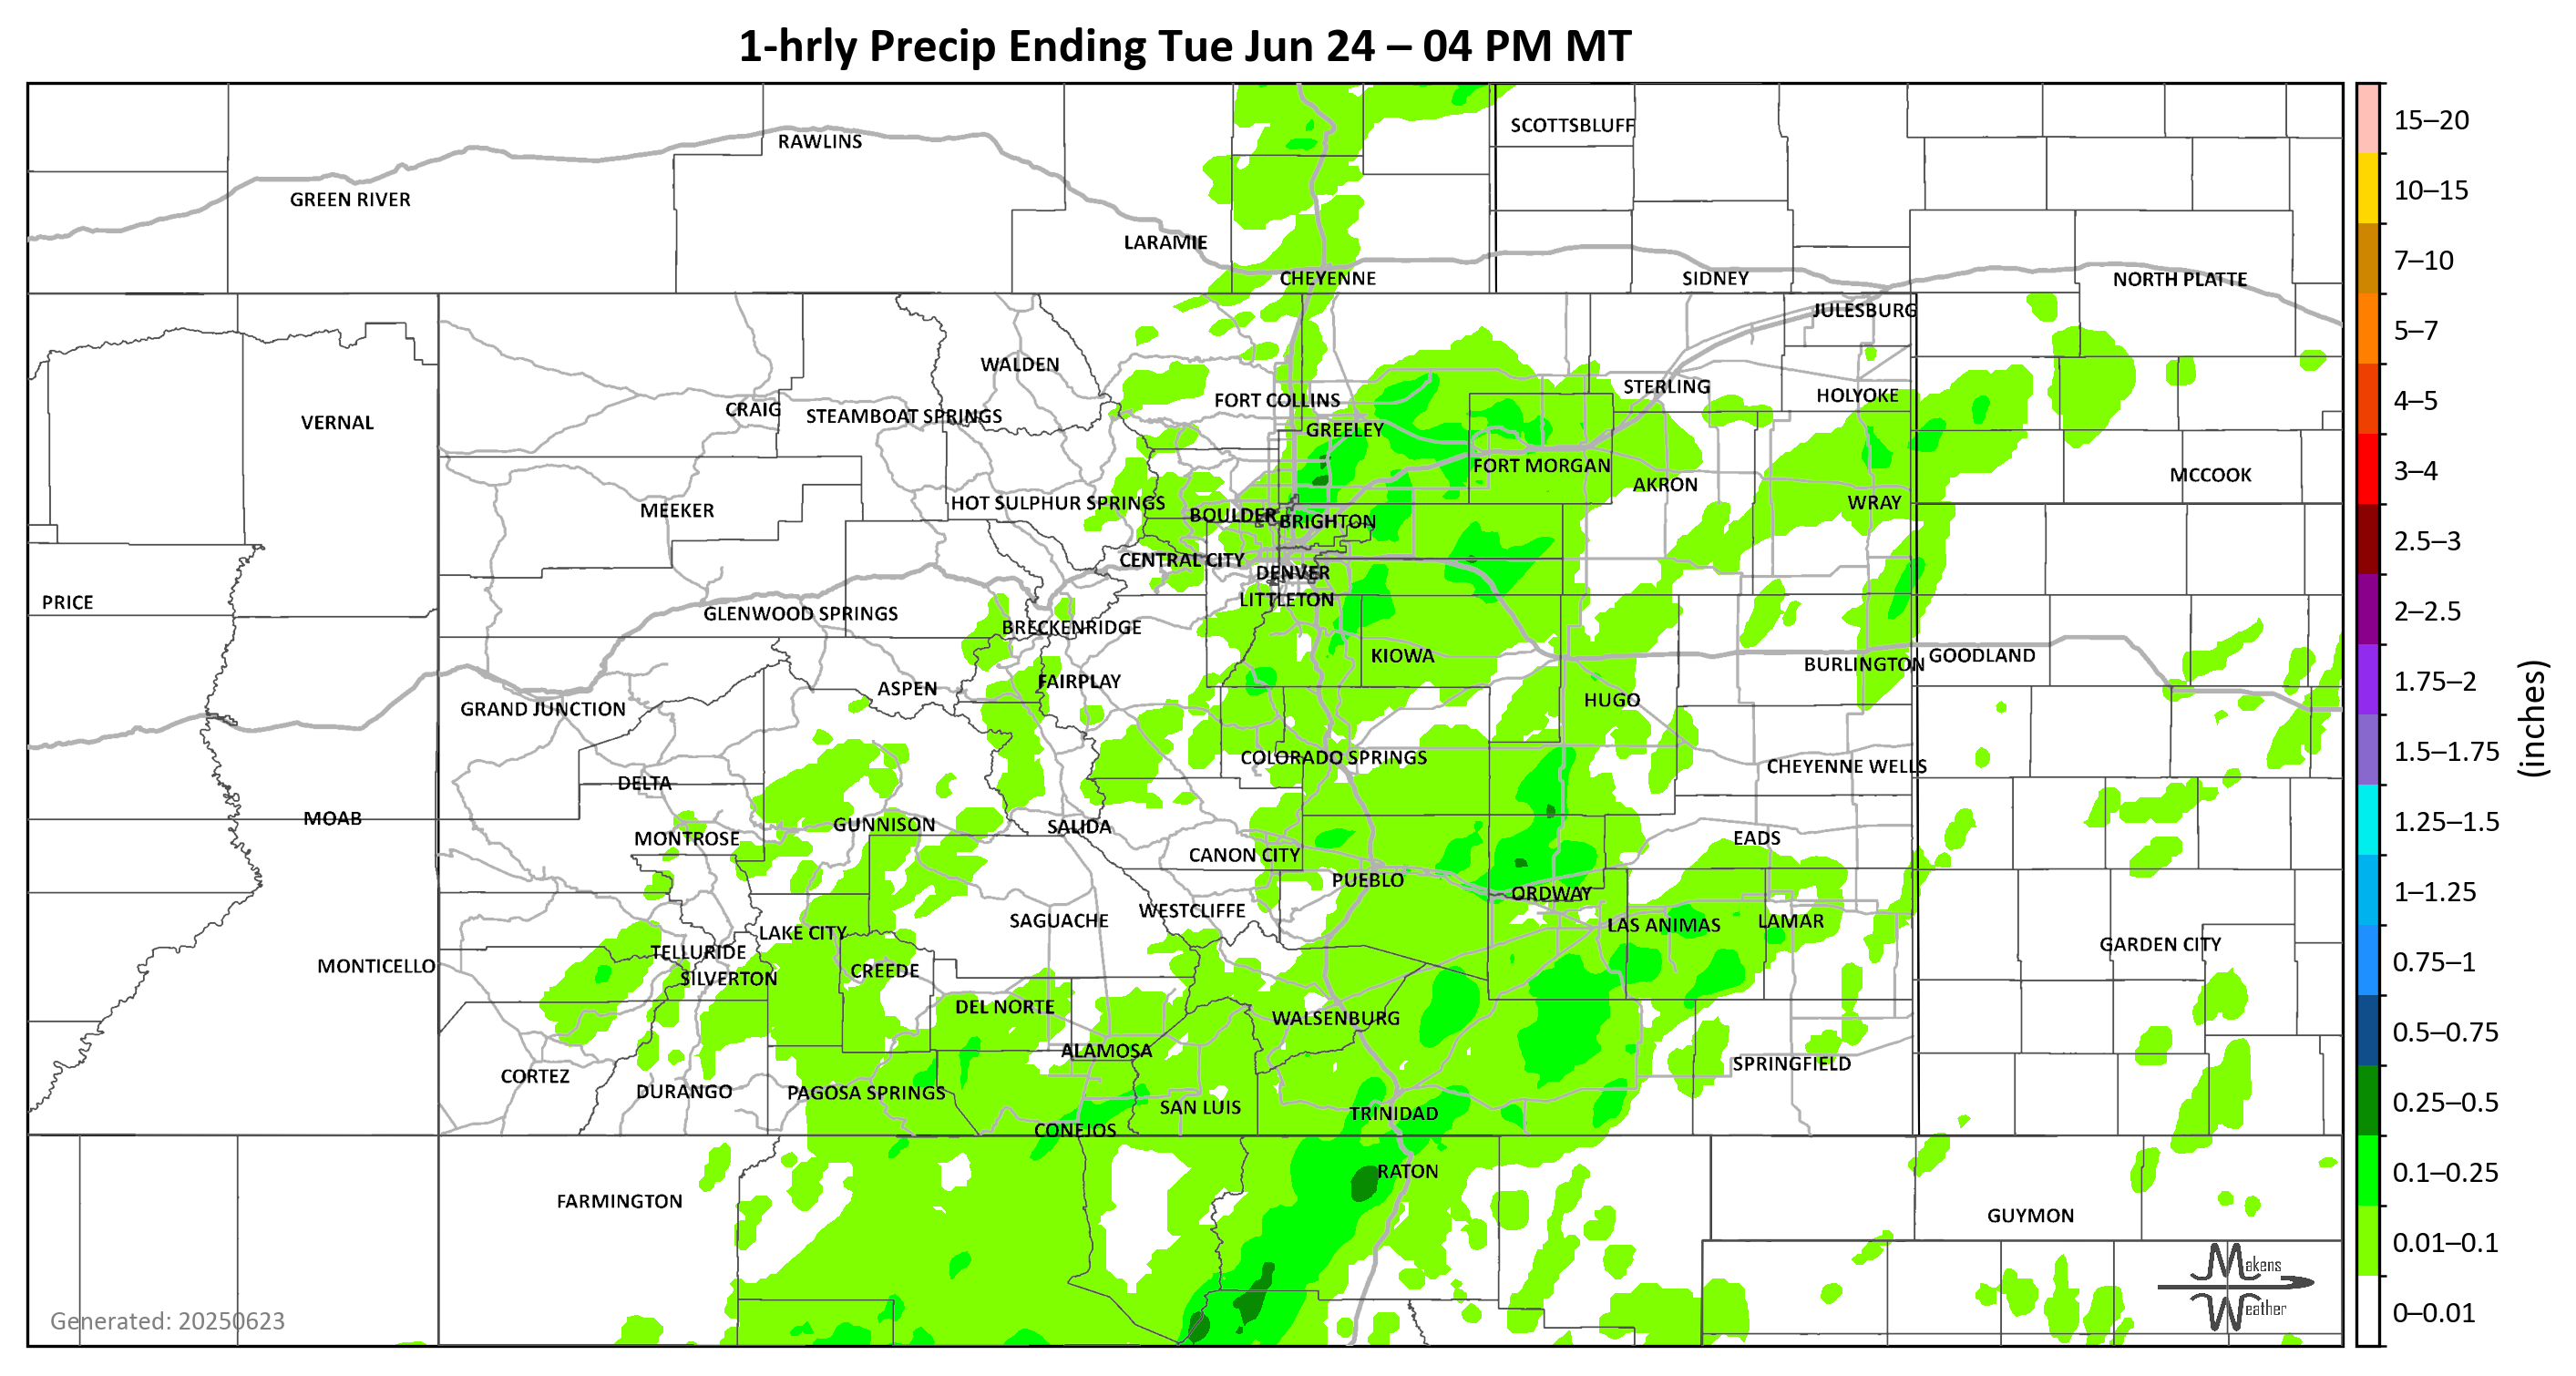 1-hrly Precip Ending Tue Jun 24 – 04 PM MT
SCOTTSBLUFF
RAWLINS
GREEN RIVER
LARAMIE
CHEYENNE
SIDNEY
NORTH PLATTE
JULESBURG
WALDEN
STERLING
HOLYOKE
FORT COLLINS
CRAIG
STEAMBOAT SPRINGS
VERNAL
GREELEY
FORT MORGAN
MCCOOK
AKRON
HOT SULPHUR SPRINGS
WRAY
MEEKER
BOULDER
BRIGHTON
CENTRAL CITY
DENVER
PRICE
LITTLETON
GLENWOOD SPRINGS
BRECKENRIDGE
KIOWA
GOODLAND
BURLINGTON
FAIRPLAY
ASPEN
HUGO
GRAND JUNCTION
COLORADO SPRINGS
CHEYENNE WELLS
DELTA
MOAB
GUNNISON
SALIDA
MONTROSE
EADS
CANON CITY
PUEBLO
ORDWAY
WESTCLIFFE
SAGUACHE
LAS ANIMAS
LAMAR
LAKE CITY
GARDEN CITY
TELLURIDE
MONTICELLO
CREEDE
SILVERTON
DEL NORTE
WALSENBURG
ALAMOSA
SPRINGFIELD
CORTEZ
DURANGO
PAGOSA SPRINGS
SAN LUIS
TRINIDAD
CONEJOS
RATON
FARMINGTON
GUYMON
Generated: 20250623
Makens
Weather
15–20
10–15
7–10
5–7
4–5
3–4
2.5–3
2–2.5
1.75–2
1.5–1.75
1.25–1.5
1–1.25
0.75–1
0.5–0.75
0.25–0.5
0.1–0.25
0.01–0.1
0–0.01
(inches)